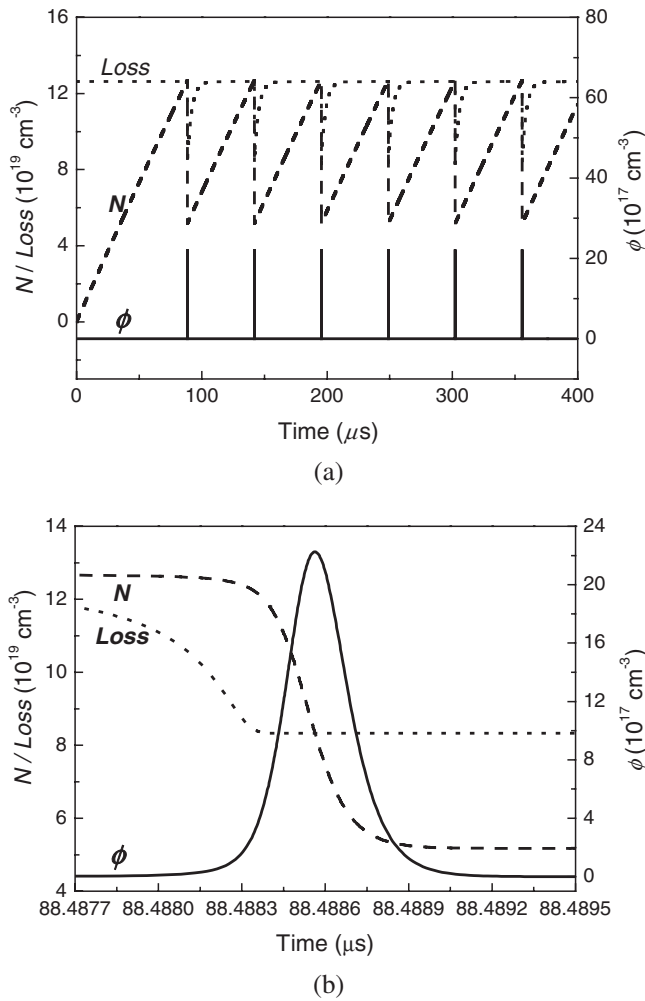 16
12
8
4
0
N / Loss (10¹⁹ cm⁻³)
Loss
N
ϕ
80
60
40
20
0
ϕ (10¹⁷ cm⁻³)
0 100 200 300 400
Time (μs)
(a)
14
12
10
8
6
4
N / Loss (10¹⁹ cm⁻³)
N
Loss
ϕ
24
20
16
12
8
4
0
ϕ (10¹⁷ cm⁻³)
88.4877 88.4880 88.4883 88.4886 88.4889 88.4892 88.4895
Time (μs)
(b)